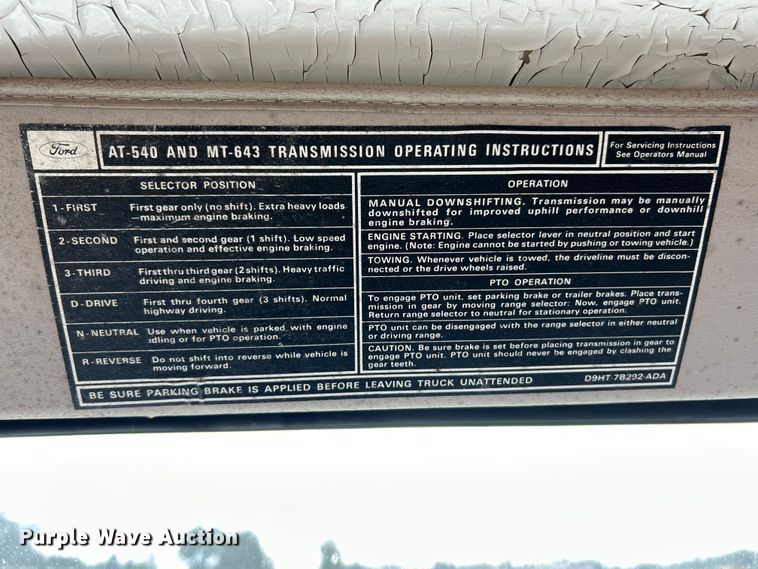 Ford
AT-540 AND MT-643 TRANSMISSION OPERATING INSTRUCTIONS
For Servicing Instructions
See Operators Manual
SELECTOR POSITION
1-FIRST First gear only (no shift). Extra heavy loads
—maximum engine braking.
2-SECOND First and second gear (1 shift). Low speed
operation and effective engine braking.
3-THIRD First thru third gear (2 shifts). Heavy traffic
driving and engine braking.
D-DRIVE First thru fourth gear (3 shifts). Normal
highway driving.
N-NEUTRAL Use when vehicle is parked with engine
idling or for PTO operation.
R-REVERSE Do not shift into reverse while vehicle is
moving forward.
OPERATION
MANUAL DOWNSHIFTING. Transmission may be manually
downshifted for improved uphill performance or downhill
engine braking.
ENGINE STARTING. Place selector lever in neutral position and start
engine. (Note: Engine cannot be started by pushing or towing vehicle.)
TOWING. Whenever vehicle is towed, the driveline must be discon-
nected or the drive wheels raised.
PTO OPERATION
To engage PTO unit, set parking brake or trailer brakes. Place trans-
mission in gear by moving range selector: Now, engage PTO unit.
Return range selector to neutral for stationary operation.
PTO unit can be disengaged with the range selector in either neutral
or driving range.
CAUTION. Be sure brake is set before placing transmission in gear to
engage PTO unit. PTO unit should never be engaged by clashing the
gear teeth.
BE SURE PARKING BRAKE IS APPLIED BEFORE LEAVING TRUCK UNATTENDED D9HT-7B292-ADA
Purple Wave Auction